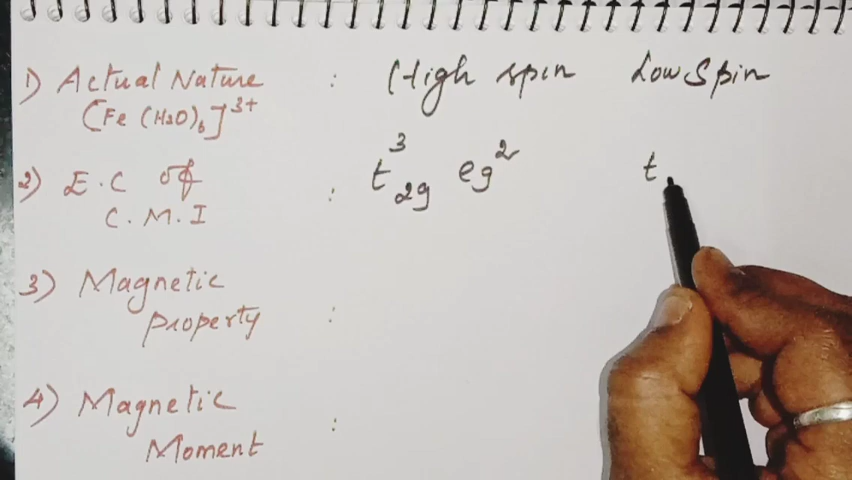 1) Actual Nature : High spin Low Spin
[Fe (H2O)6]3+
2) E.C of : t2g3 eg2 t
C.M.I
3) Magnetic
property :
4) Magnetic
Moment :